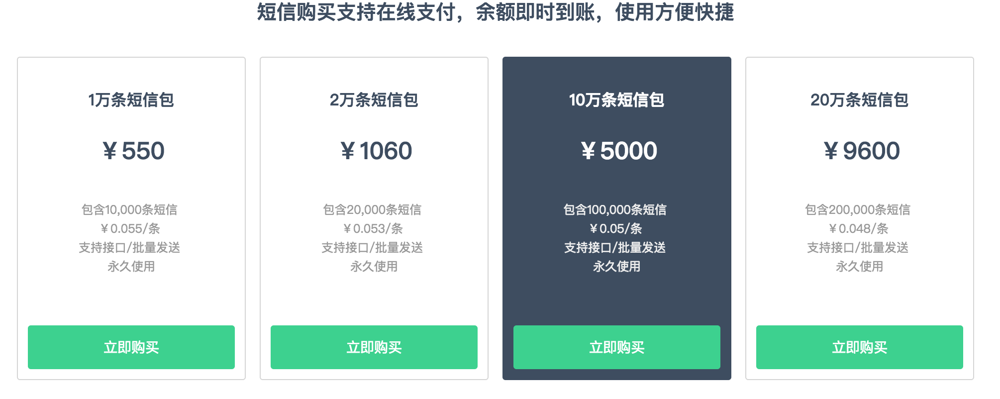 短信购买支持在线支付，余额即时到账，使用方便快捷
1万条短信包
￥550
包含10,000条短信
￥0.055/条
支持接口/批量发送
永久使用
立即购买
2万条短信包
￥1060
包含20,000条短信
￥0.053/条
支持接口/批量发送
永久使用
立即购买
10万条短信包
￥5000
包含100,000条短信
￥0.05/条
支持接口/批量发送
永久使用
立即购买
20万条短信包
￥9600
包含200,000条短信
￥0.048/条
支持接口/批量发送
永久使用
立即购买